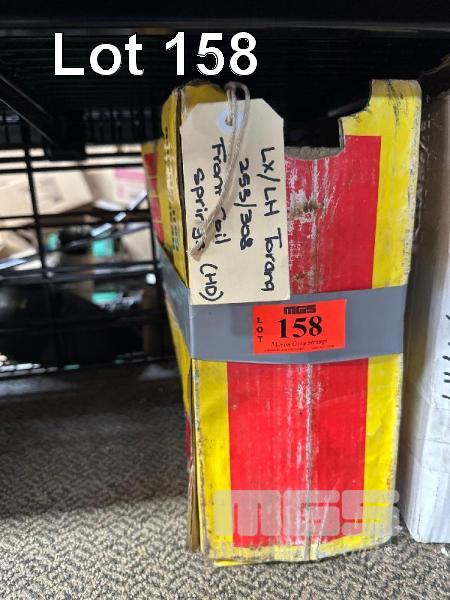 Lot 158
LX/LH Torana
253/308
Front Coil
Springs (HD)
MGS
LOT
158
MGS